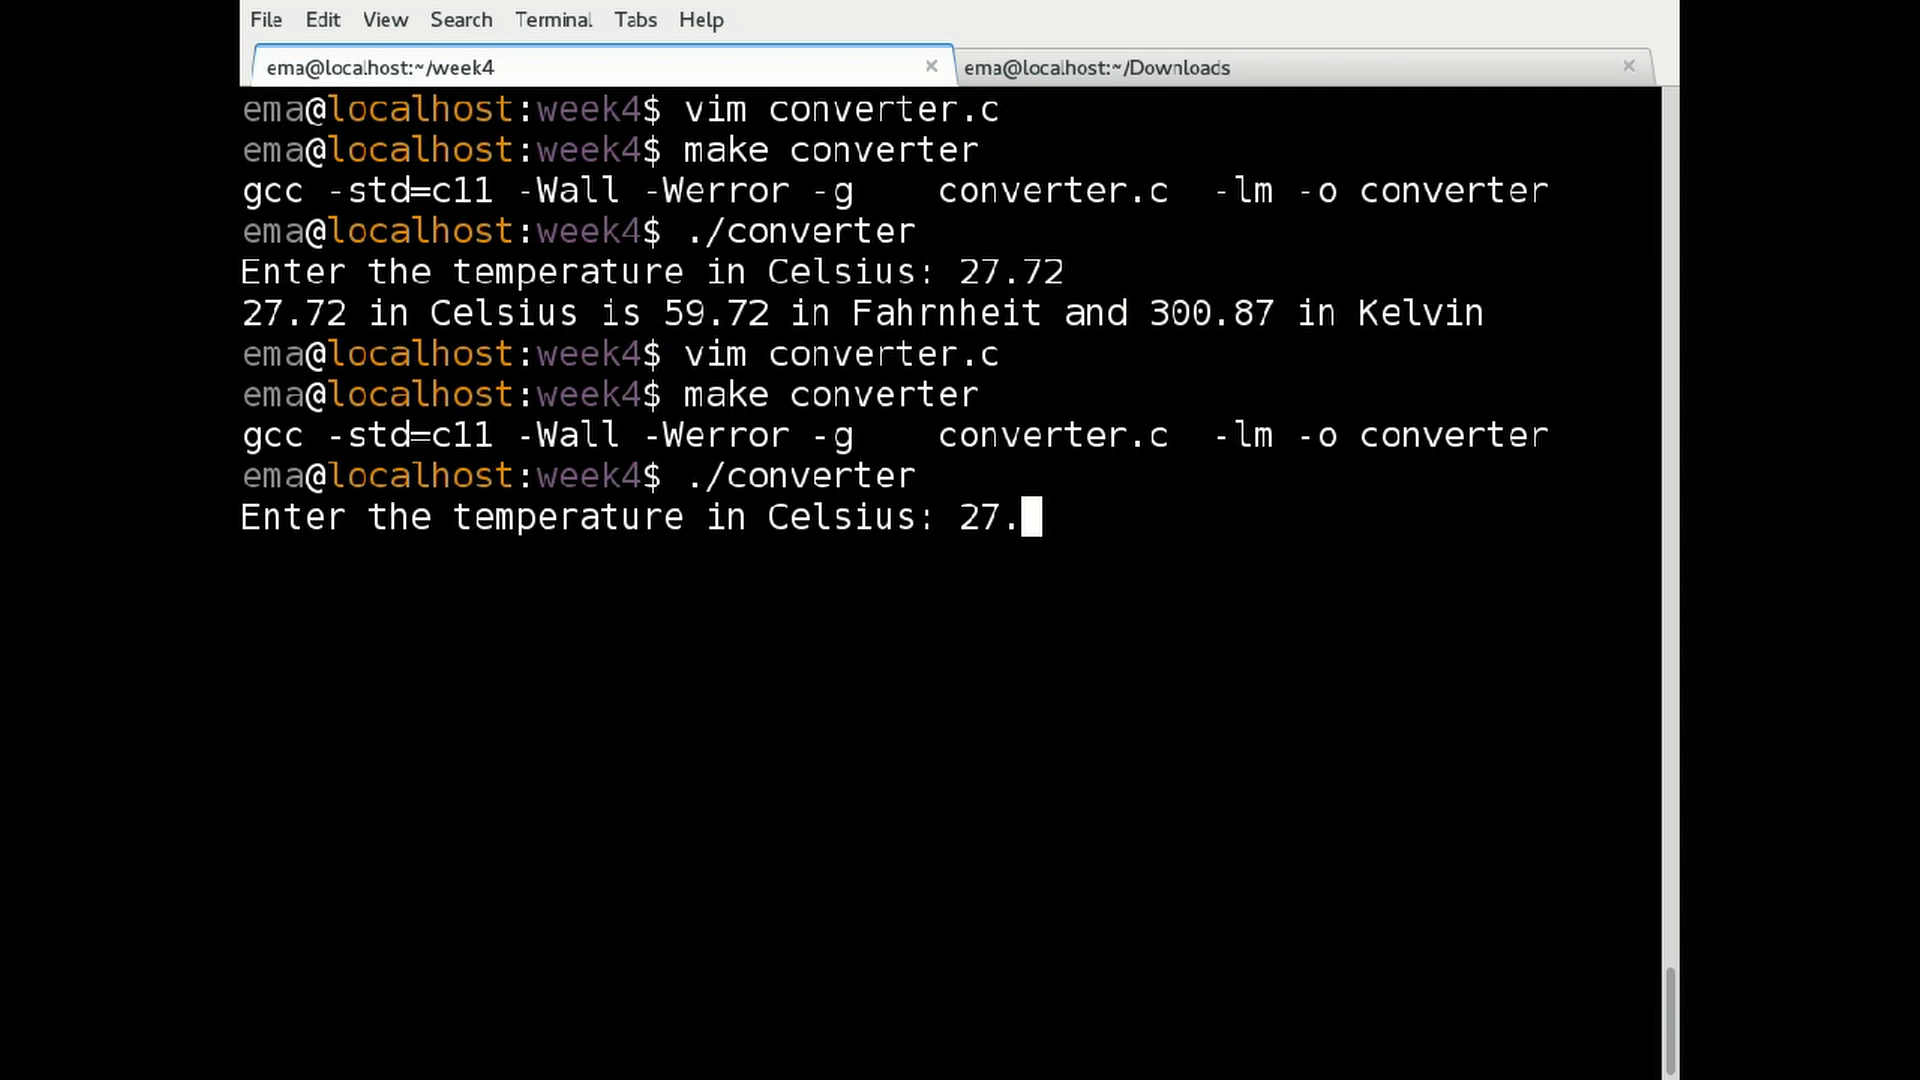 File Edit View Search Terminal Tabs Help
ema@localhost:~/week4 × ema@localhost:~/Downloads ×
ema@localhost:week4$ vim converter.c
ema@localhost:week4$ make converter
gcc -std=c11 -Wall -Werror -g    converter.c  -lm -o converter
ema@localhost:week4$ ./converter
Enter the temperature in Celsius: 27.72
27.72 in Celsius is 59.72 in Fahrnheit and 300.87 in Kelvin
ema@localhost:week4$ vim converter.c
ema@localhost:week4$ make converter
gcc -std=c11 -Wall -Werror -g    converter.c  -lm -o converter
ema@localhost:week4$ ./converter
Enter the temperature in Celsius: 27.